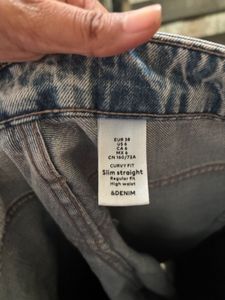 EUR 36
US 6
CA 6
MX 6
CN 160/72A
CURVY FIT
Slim straight
Regular fit
High waist
&DENIM